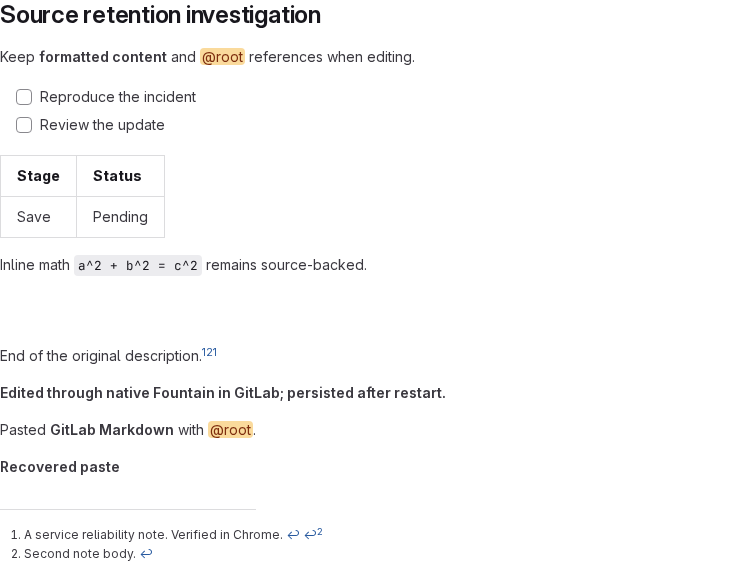 Source retention investigation
Keep formatted content and @root references when editing.
Reproduce the incident
Review the update
Stage Status
Save Pending
Inline math a^2 + b^2 = c^2 remains source-backed.
End of the original description.121
Edited through native Fountain in GitLab; persisted after restart.
Pasted GitLab Markdown with @root.
Recovered paste
1. A service reliability note. Verified in Chrome. ↩ ↩2
2. Second note body. ↩